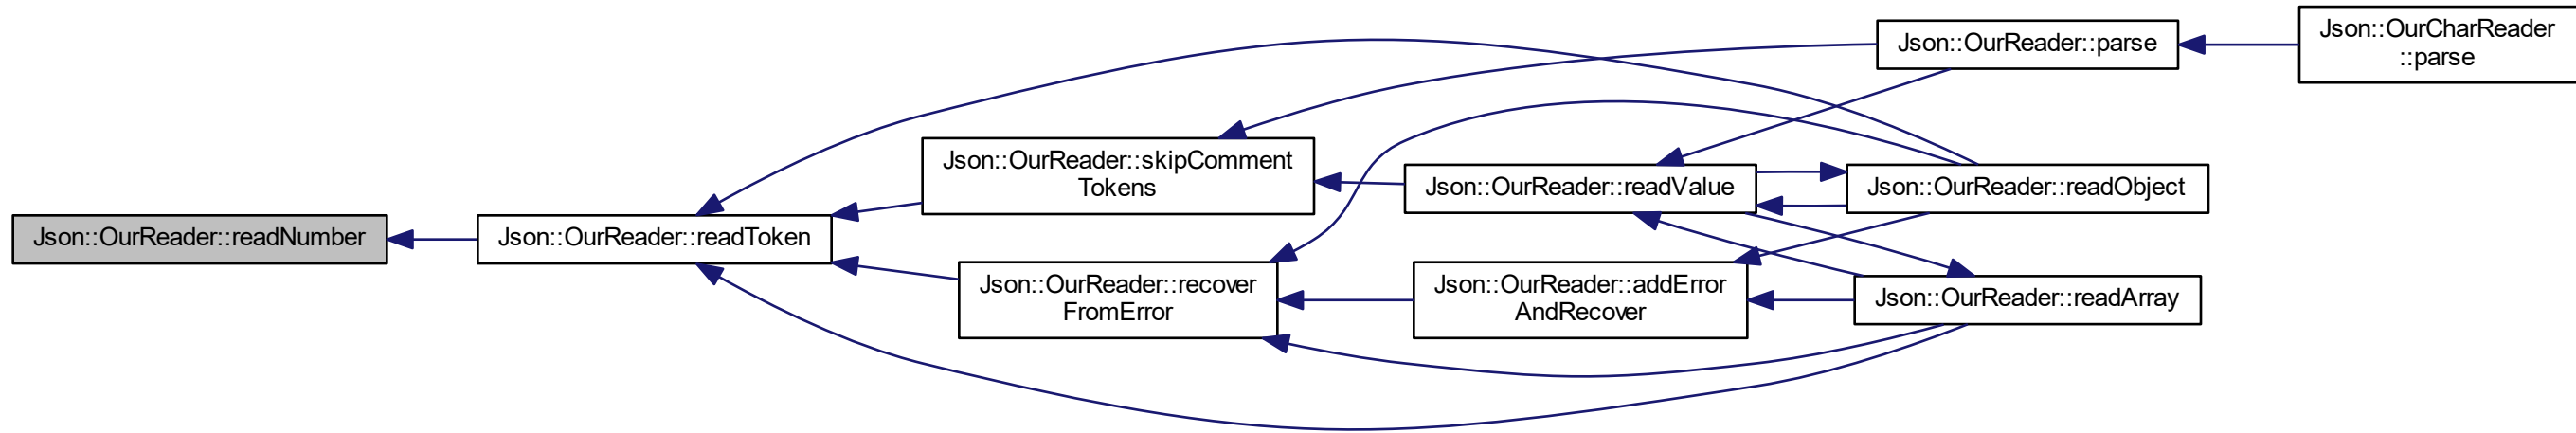 Json::OurReader::readNumber
Json::OurReader::readToken
Json::OurReader::skipComment
Tokens
Json::OurReader::recover
FromError
Json::OurReader::readValue
Json::OurReader::addError
AndRecover
Json::OurReader::parse
Json::OurReader::readObject
Json::OurReader::readArray
Json::OurCharReader
::parse